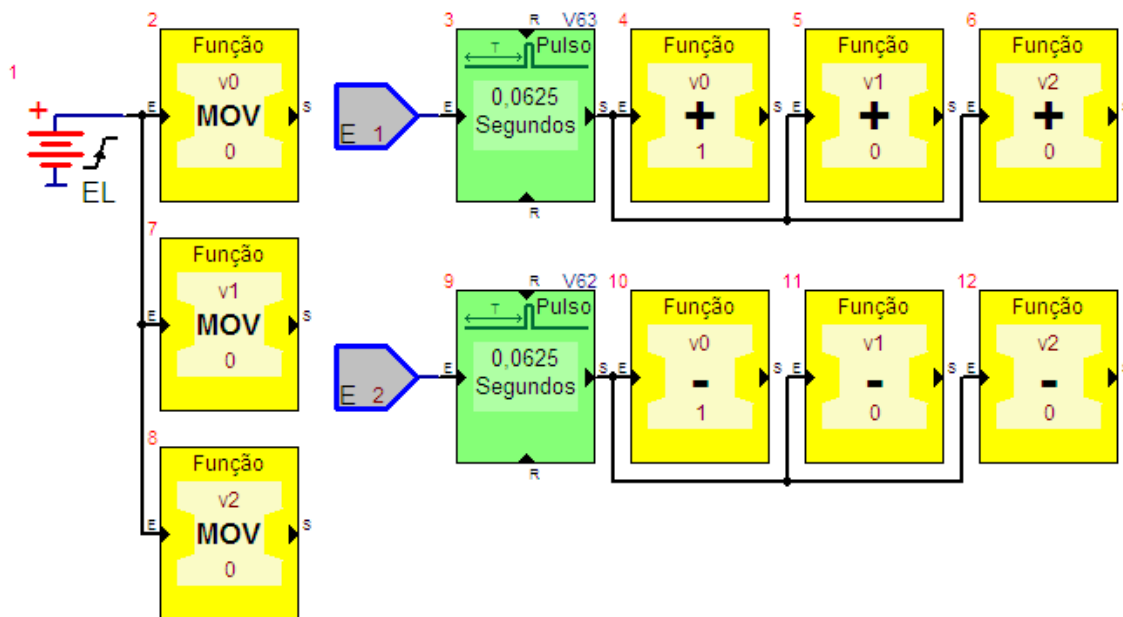 1
+
EL
2
Função
E
v0
S
MOV
0
7
Função
E
v1
S
MOV
0
8
Função
E
v2
S
MOV
0
E 1
3
R
V63
T
Pulso
E
0,0625
S
Segundos
R
4
Função
E
v0
S
+
1
5
Função
E
v1
S
+
0
6
Função
E
v2
S
+
0
E 2
9
R
V62
T
Pulso
E
0,0625
S
Segundos
R
10
Função
E
v0
S
-
1
11
Função
E
v1
S
-
0
12
Função
E
v2
S
-
0